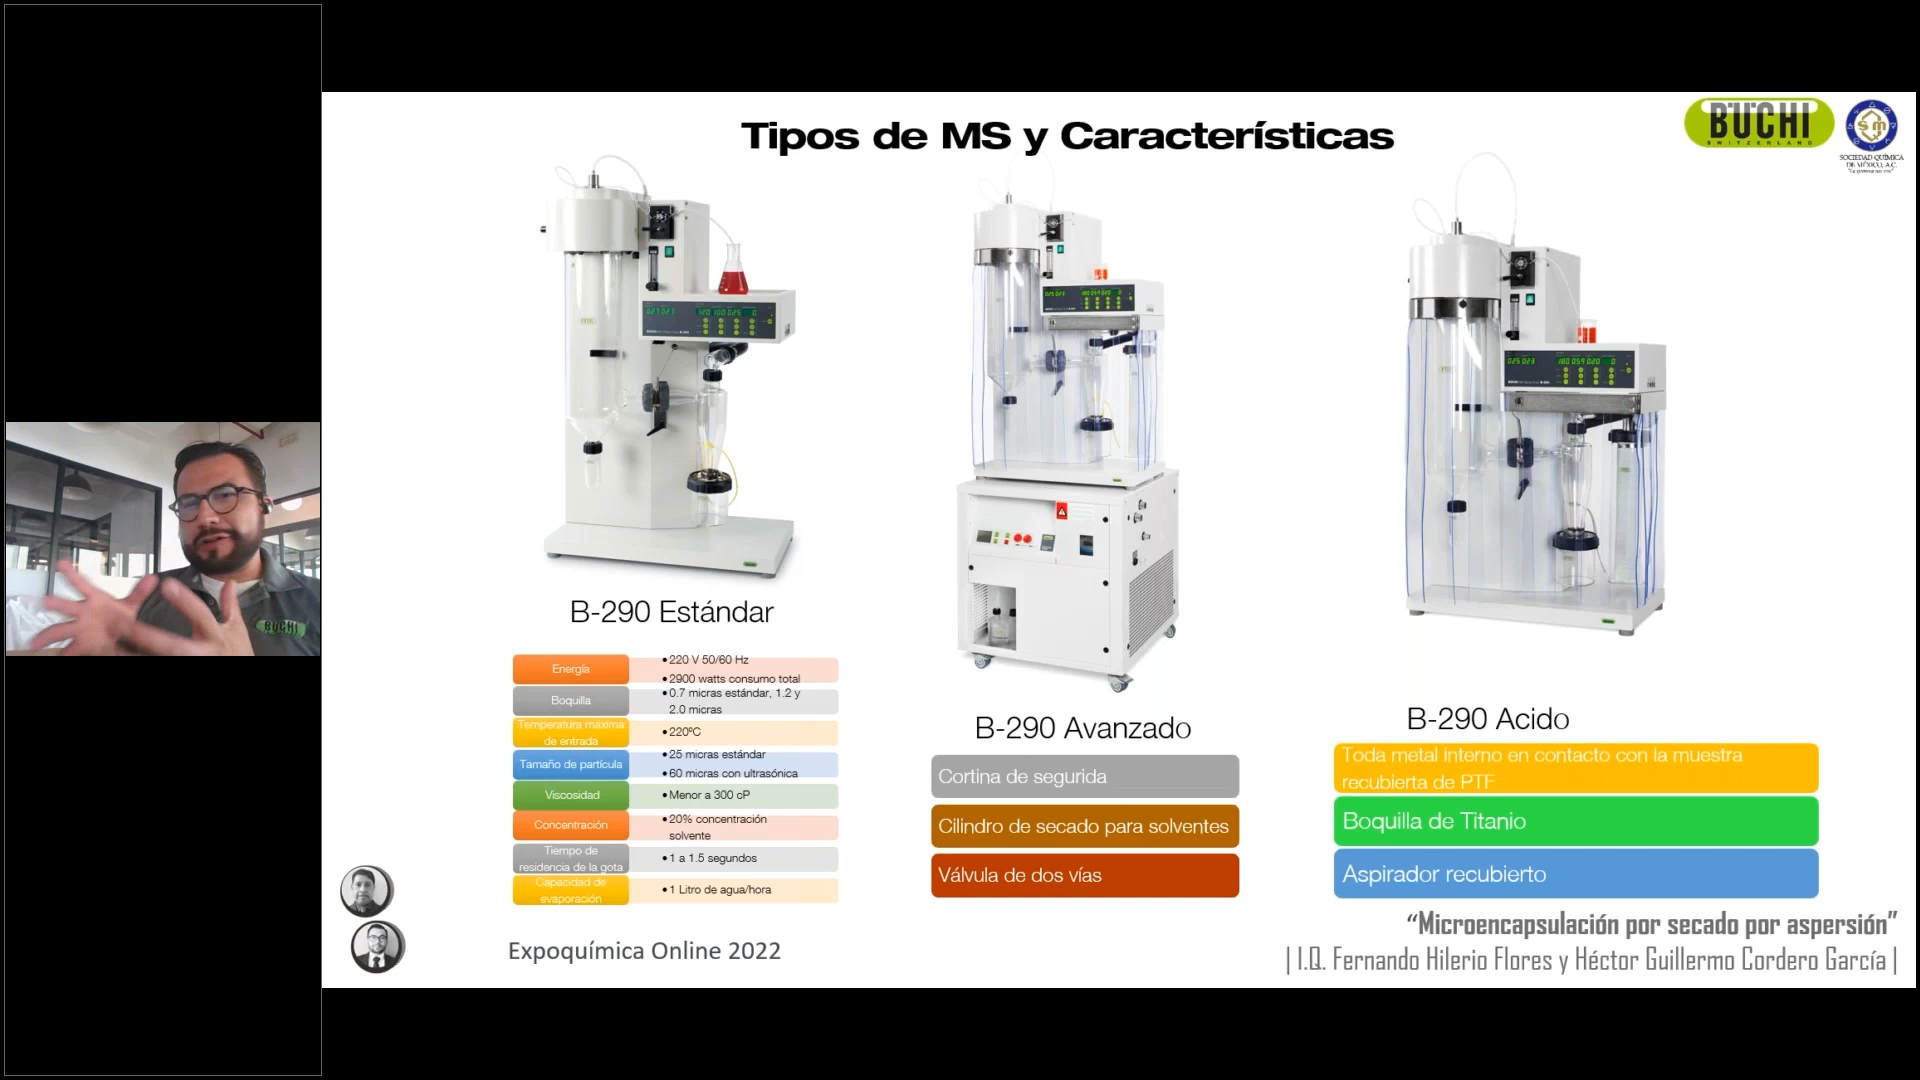 Tipos de MS y Características
BÜCHI
SWITZERLAND
SOCIEDAD QUÍMICA
DE MÉXICO, A.C.
B-290 Estándar
Energía
•220 V 50/60 Hz
•2900 watts consumo total
Boquilla
•0.7 micras estándar, 1.2 y
2.0 micras
Temperatura máxima
de entrada
•220ºC
Tamaño de partícula
•25 micras estándar
•60 micras con ultrasónica
Viscosidad
•Menor a 300 cP
Concentración
•20% concentración
solvente
Tiempo de
residencia de la gota
•1 a 1.5 segundos
Capacidad de
evaporación
•1 Litro de agua/hora
B-290 Avanzado
Cortina de segurida
Cilindro de secado para solventes
Válvula de dos vías
B-290 Acido
Toda metal interno en contacto con la muestra
recubierta de PTF
Boquilla de Titanio
Aspirador recubierto
Expoquímica Online 2022
“Microencapsulación por secado por aspersión”
| I.Q. Fernando Hilerio Flores y Héctor Guillermo Cordero García |
BÜCHI